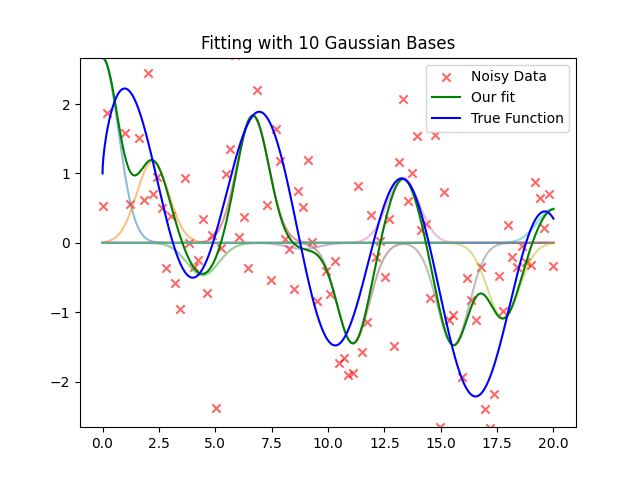 Fitting with 10 Gaussian Bases
Noisy Data
Our fit
True Function
2
1
0
−1
−2
0.0 2.5 5.0 7.5 10.0 12.5 15.0 17.5 20.0